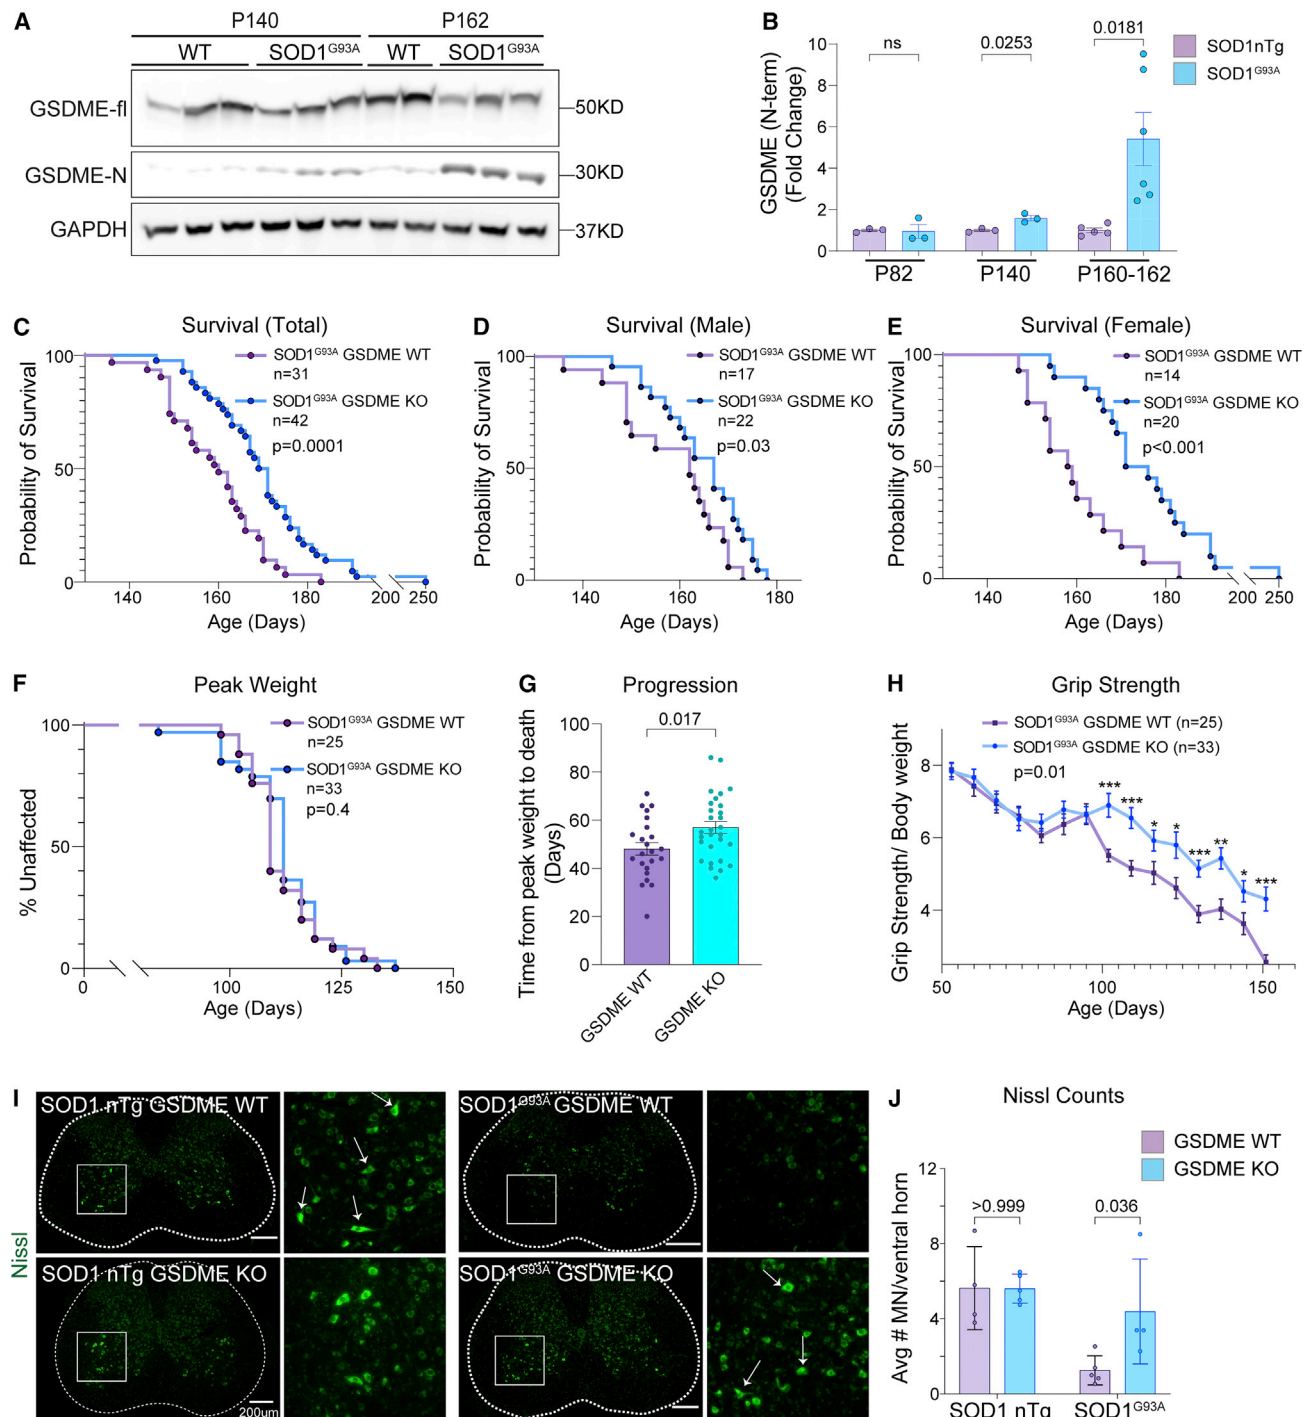 A
P140
P162
WT
SOD1G93A
WT
SOD1G93A
GSDME-fl
50KD
GSDME-N
30KD
GAPDH
37KD
B
GSDME (N-term)
(Fold Change)
10
8
6
4
2
0
ns
0.0253
0.0181
SOD1nTg
SOD1G93A
P82
P140
P160-162
C
Survival (Total)
Probability of Survival
100
50
0
SOD1G93A GSDME WT
n=31
SOD1G93A GSDME KO
n=42
p=0.0001
140
160
180
200
250
Age (Days)
D
Survival (Male)
Probability of Survival
100
50
0
SOD1G93A GSDME WT
n=17
SOD1G93A GSDME KO
n=22
p=0.03
140
160
180
Age (Days)
E
Survival (Female)
Probability of Survival
100
50
0
SOD1G93A GSDME WT
n=14
SOD1G93A GSDME KO
n=20
p<0.001
140
160
180
200
250
Age (Days)
F
Peak Weight
% Unaffected
100
50
0
SOD1G93A GSDME WT
n=25
SOD1G93A GSDME KO
n=33
p=0.4
0
100
125
150
Age (Days)
G
Progression
Time from peak weight to death
(Days)
100
80
60
40
20
0
0.017
GSDME WT
GSDME KO
H
Grip Strength
Grip Strength/ Body weight
8
6
4
SOD1G93A GSDME WT (n=25)
SOD1G93A GSDME KO (n=33)
p=0.01
***
***
*
*
***
**
*
***
50
100
150
Age (Days)
I
Nissl
SOD1 nTg GSDME WT
SOD1G93A GSDME WT
SOD1 nTg GSDME KO
200um
SOD1G93A GSDME KO
J
Nissl Counts
GSDME WT
GSDME KO
Avg # MN/ventral horn
12
8
4
0
>0.999
0.036
SOD1 nTg
SOD1G93A